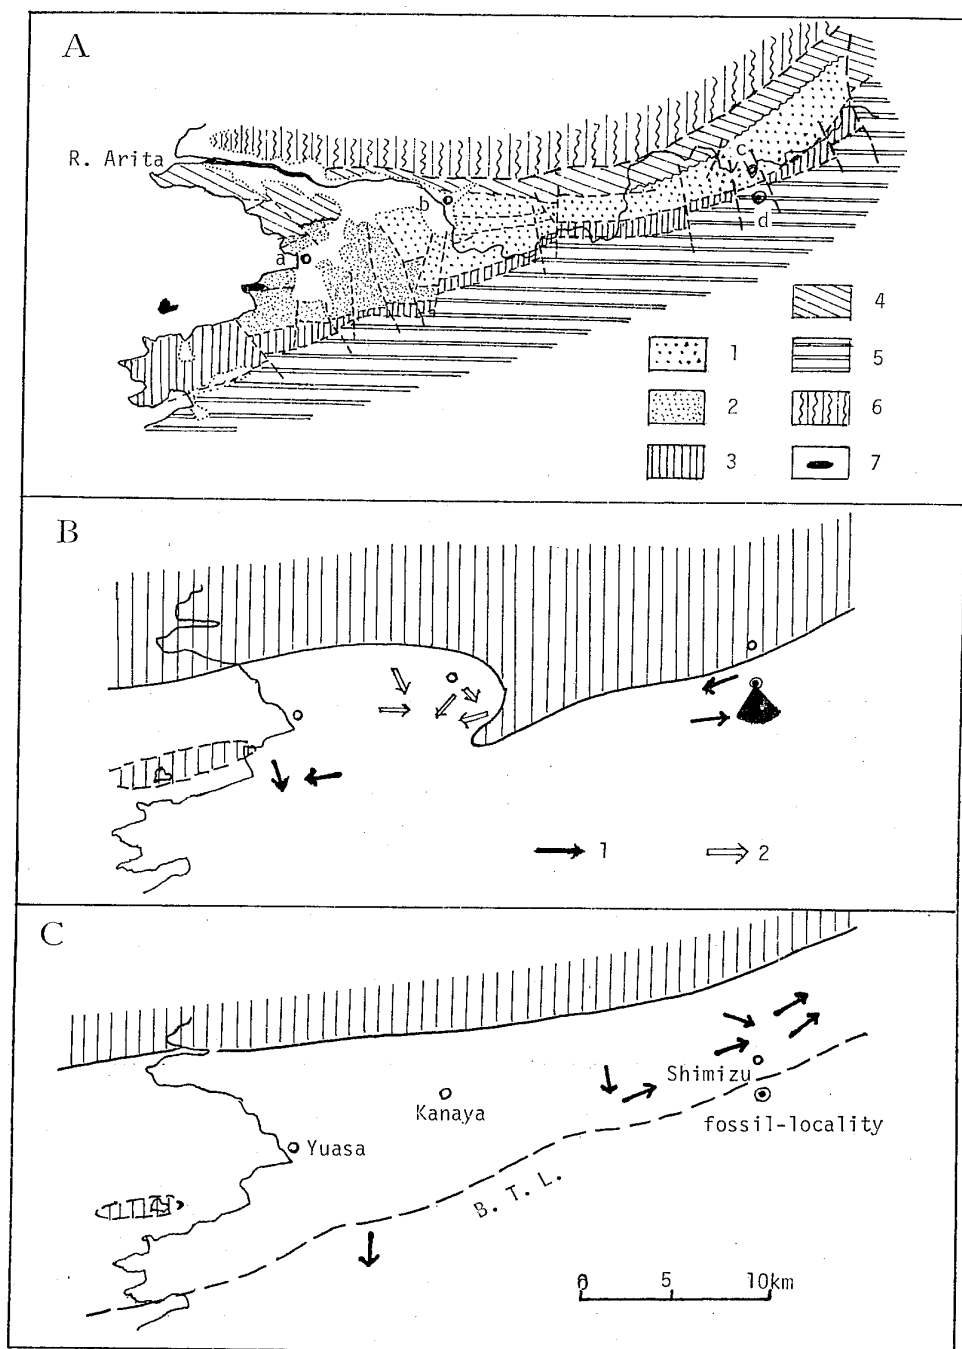 A
R. Arita
b
c
a
d
4
1
5
2
6
3
7
B
1
2
C
Shimizu
Kanaya
fossil-locality
Yuasa
B. T. L.
0 5 10km